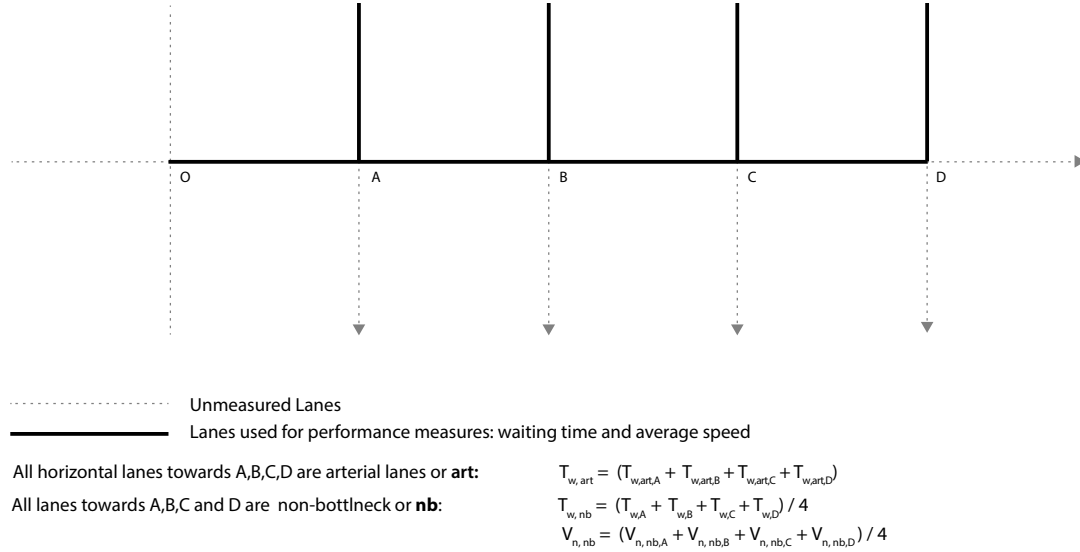 O A B C D
Unmeasured Lanes
Lanes used for performance measures: waiting time and average speed
All horizontal lanes towards A,B,C,D are arterial lanes or art: T_w, art = (T_w,art,A + T_w,art,B + T_w,art,C + T_w,art,D)
All lanes towards A,B,C and D are non-bottlneck or nb: T_w, nb = (T_w,A + T_w,B + T_w,C + T_w,D) / 4
V_n, nb = (V_n, nb,A + V_n, nb,B + V_n, nb,C + V_n, nb,D) / 4